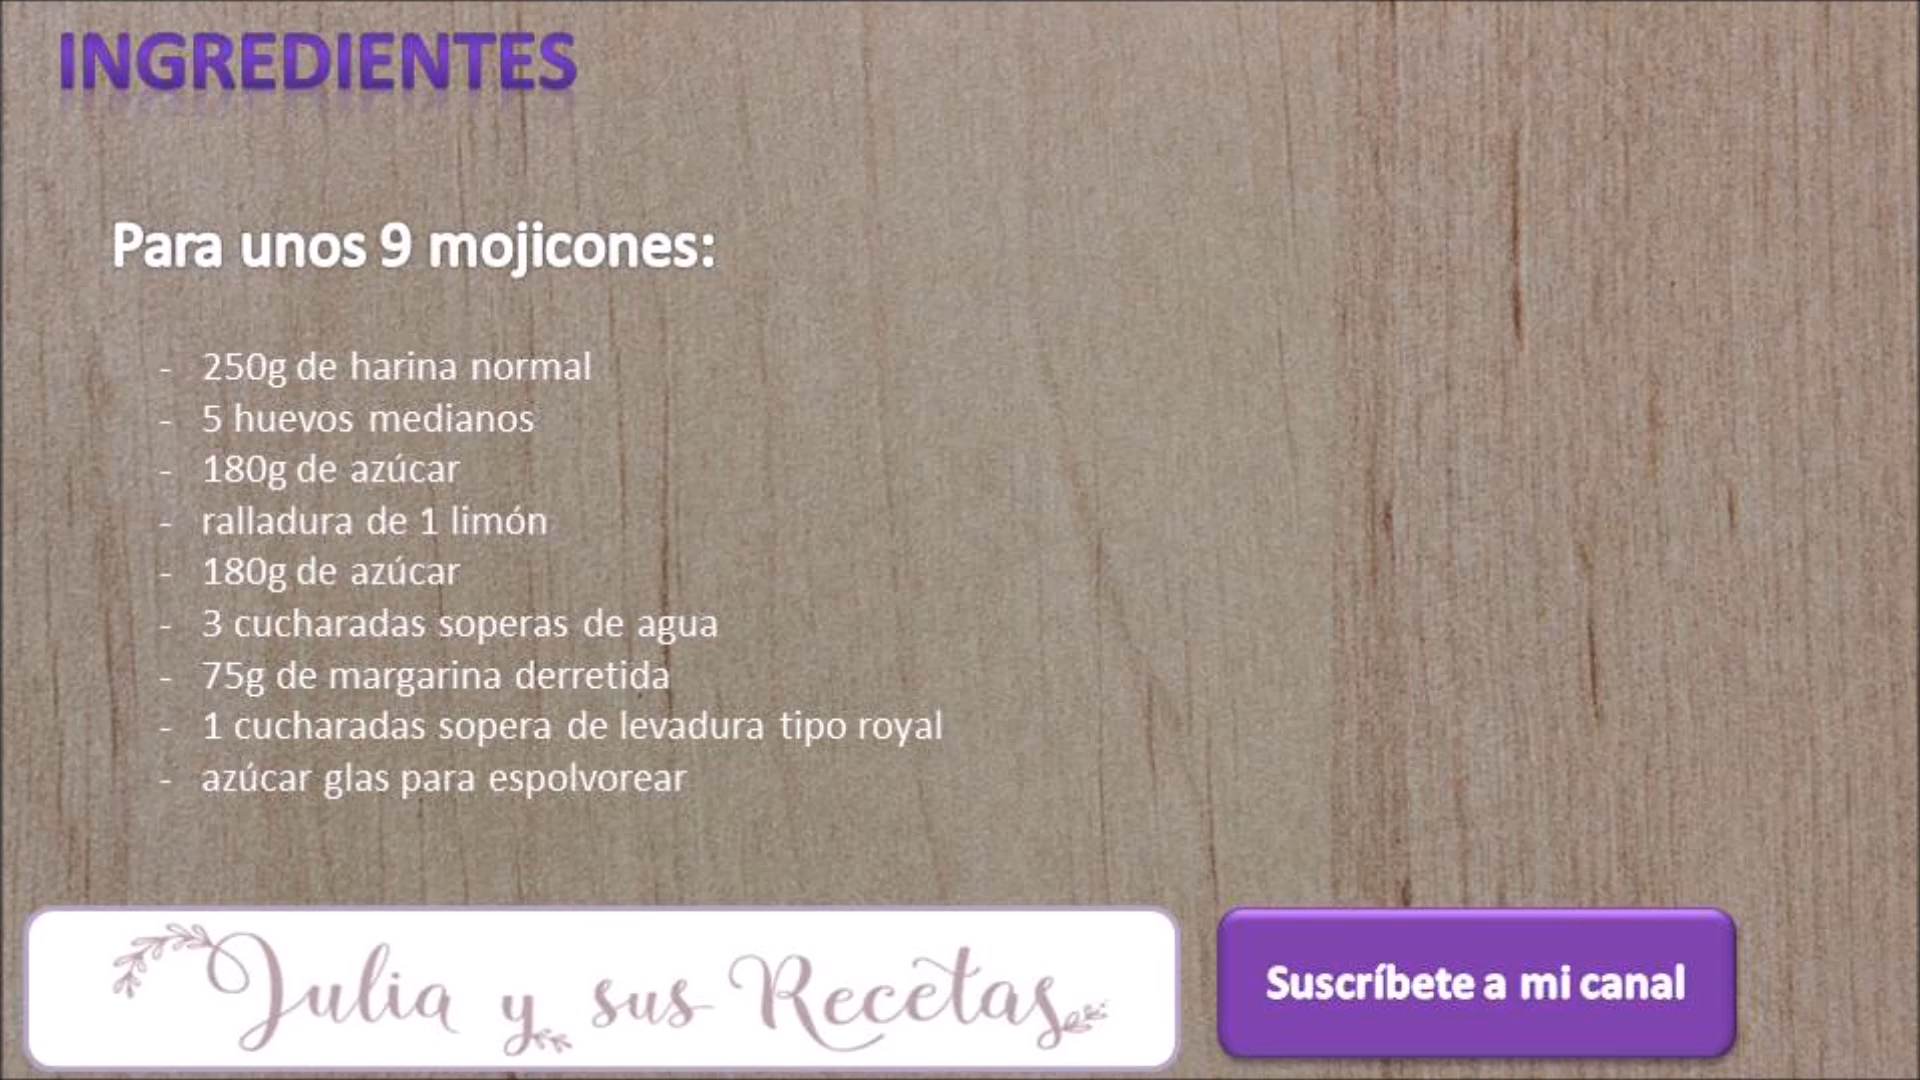 INGREDIENTES
Para unos 9 mojicones:
- 250g de harina normal
- 5 huevos medianos
- 180g de azúcar
- ralladura de 1 limón
- 180g de azúcar
- 3 cucharadas soperas de agua
- 75g de margarina derretida
- 1 cucharadas sopera de levadura tipo royal
- azúcar glas para espolvorear
Julia y sus Recetas
Suscríbete a mi canal